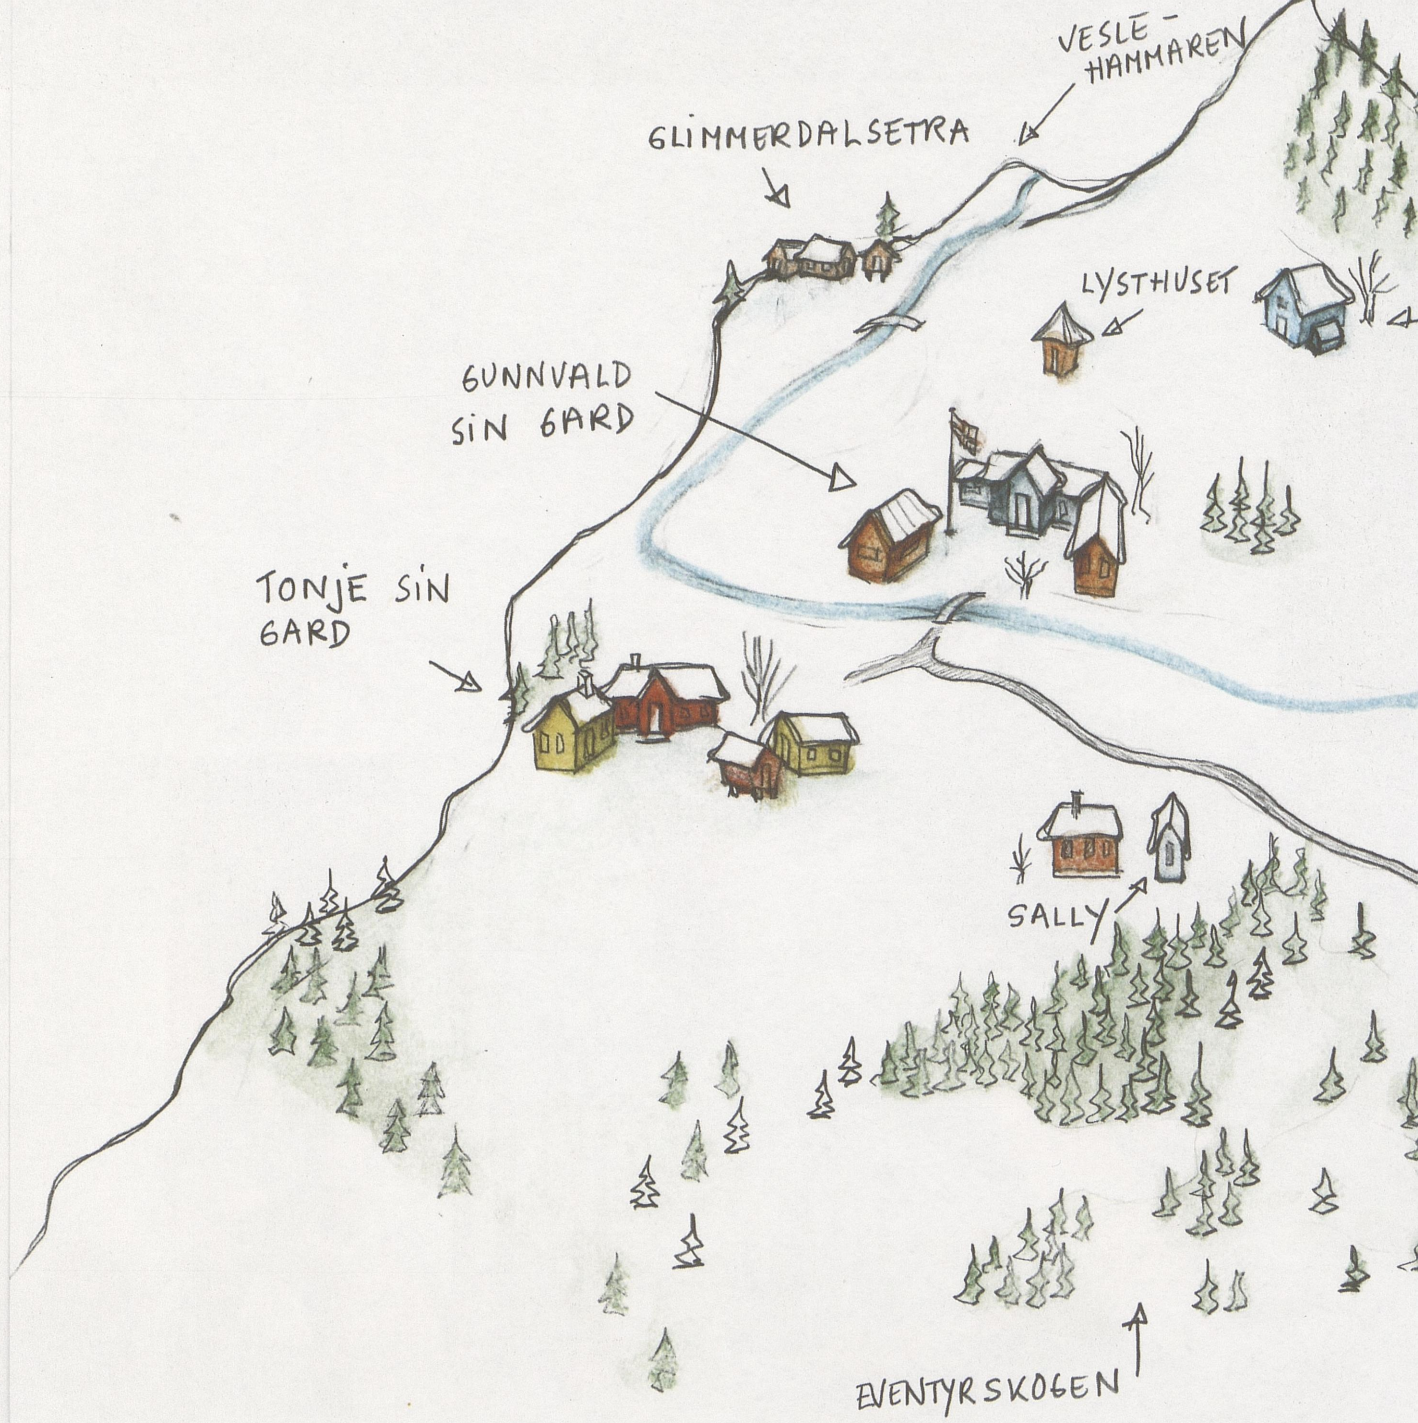 VESLE-
HAMMAREN
GLIMMERDALSETRA
LYSTHUSET
GUNNVALD
SIN GARD
TONJE SIN
GARD
SALLY
EVENTYRSKOGEN